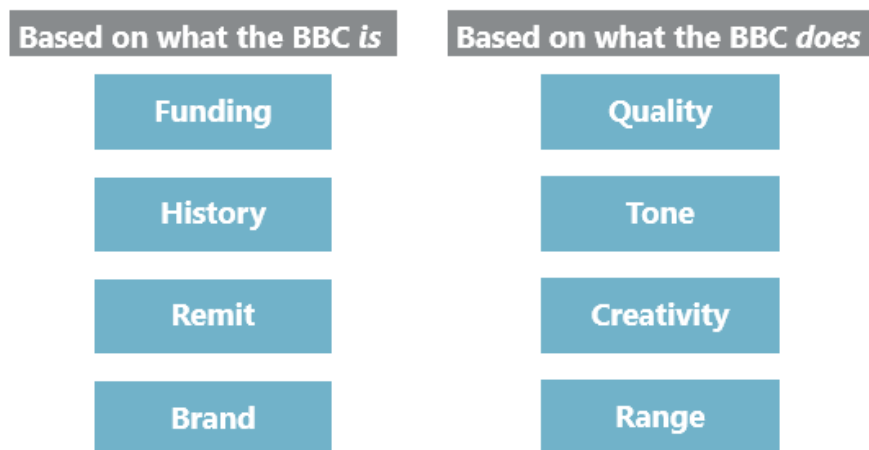 Based on what the BBC is
Funding
History
Remit
Brand
Based on what the BBC does
Quality
Tone
Creativity
Range